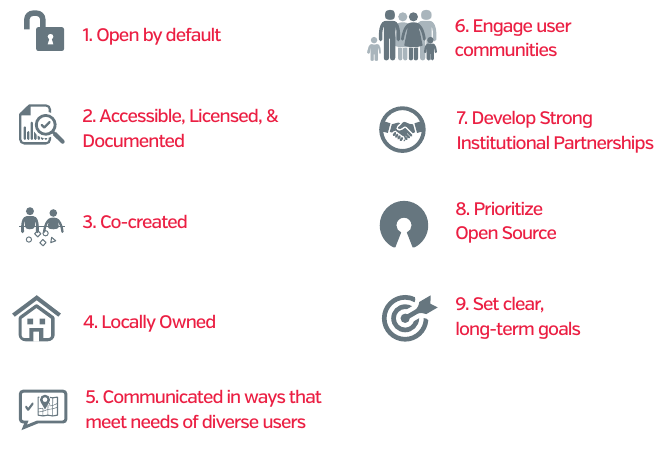 1. Open by default
2. Accessible, Licensed, &
Documented
3. Co-created
4. Locally Owned
5. Communicated in ways that
meet needs of diverse users
6. Engage user
communities
7. Develop Strong
Institutional Partnerships
8. Prioritize
Open Source
9. Set clear,
long-term goals